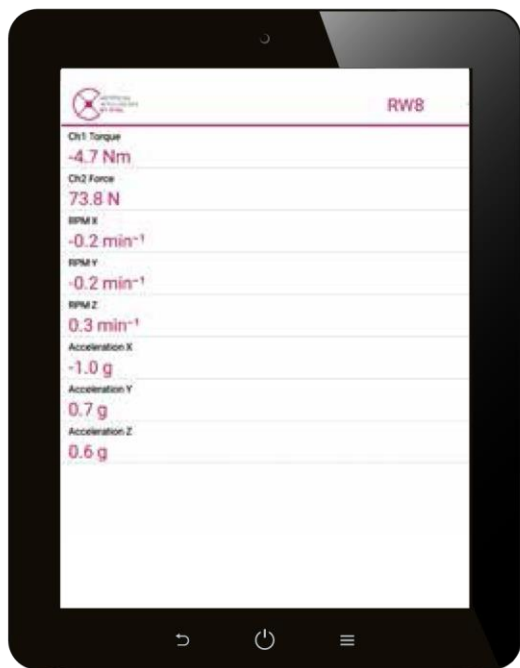 RW8
Ch1 Torque
-4.7 Nm
Ch2 Force
73.8 N
RPM X
-0.2 min⁻¹
RPM Y
-0.2 min⁻¹
RPM Z
0.3 min⁻¹
Acceleration X
-1.0 g
Acceleration Y
0.7 g
Acceleration Z
0.6 g